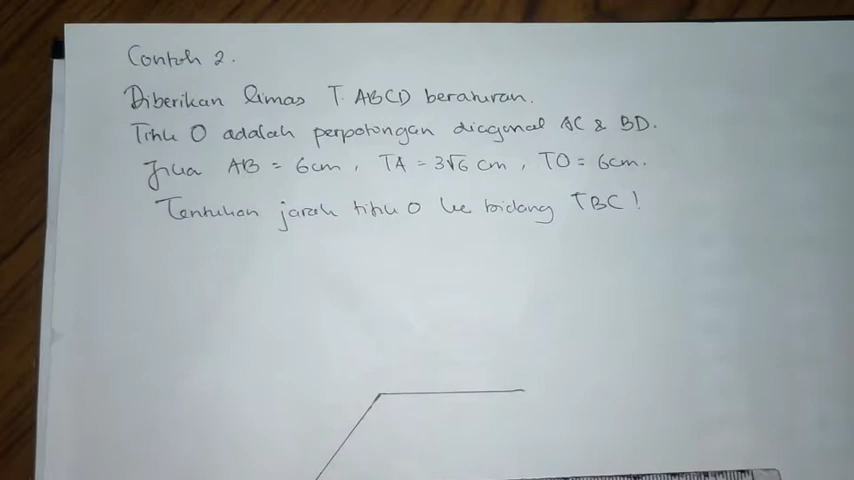 Contoh 2.
Diberikan limas T. ABCD beraturan.
Titik O adalah perpotongan diagonal AC & BD.
Jika AB = 6cm, TA = 3√6 cm, TO = 6cm.
Tentukan jarak titik O ke bidang TBC!